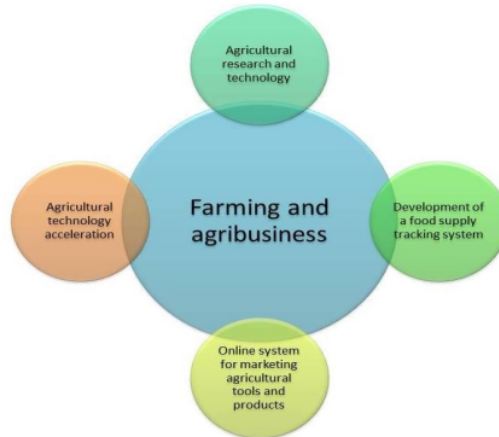 Agricultural
research and
technology
Agricultural
technology
acceleration
Farming and
agribusiness
Development of
a food supply
tracking system
Online system
for marketing
agricultural
tools and
products